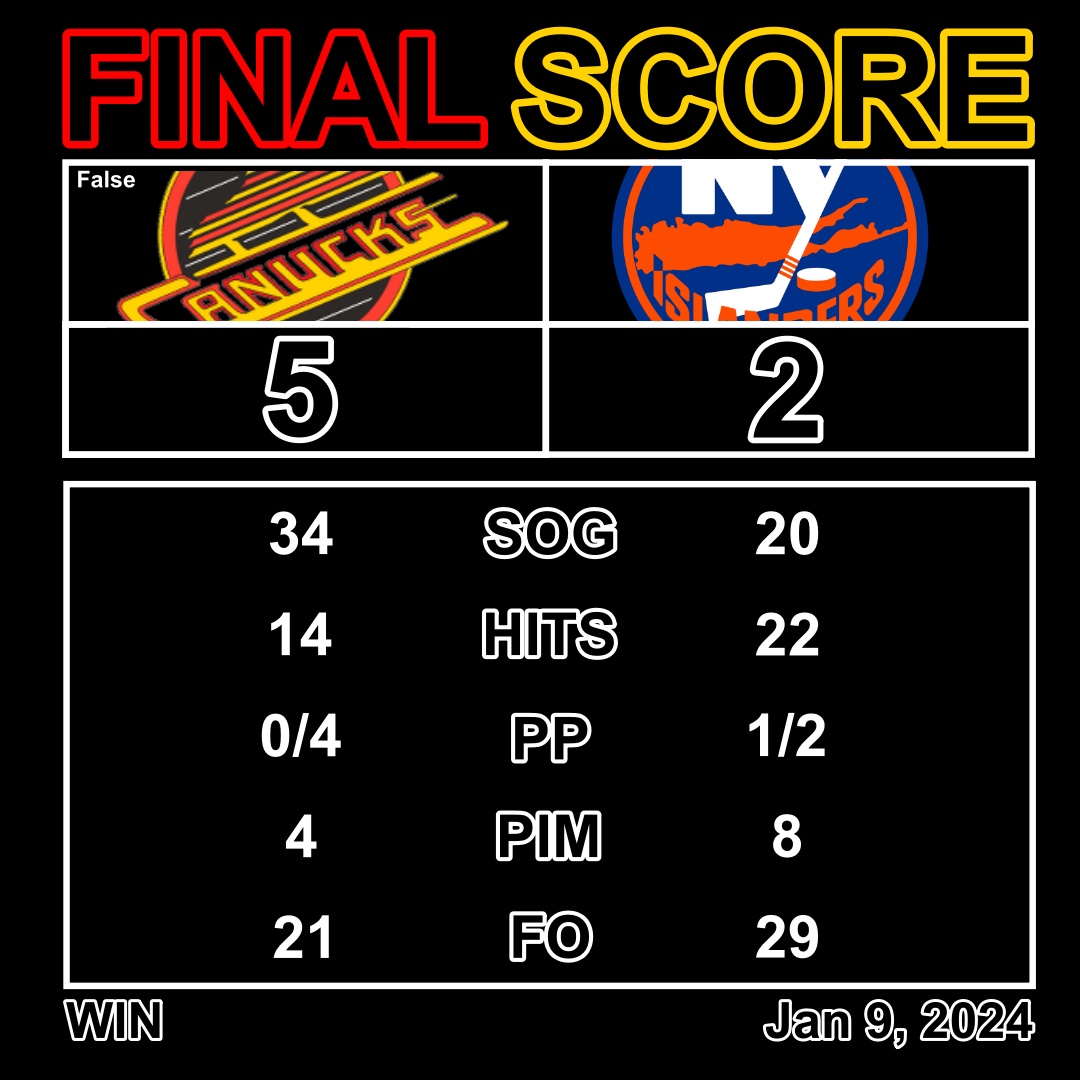 FINAL SCORE
False
CANUCKS
NY
ISLANDERS
5 2
34 SOG 20
14 HITS 22
0/4 PP 1/2
4 PIM 8
21 FO 29
WIN Jan 9, 2024